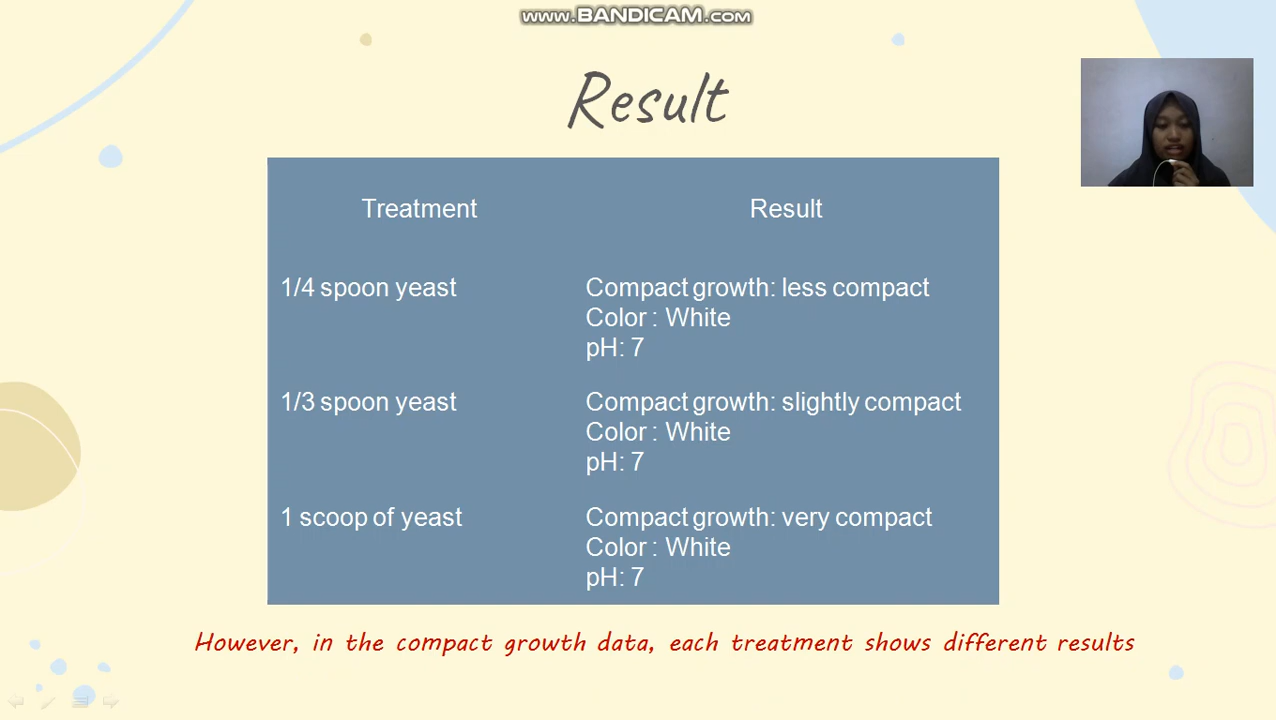 www.BANDICAM.com
Result
Treatment
Result
1/4 spoon yeast
Compact growth: less compact
Color : White
pH: 7
1/3 spoon yeast
Compact growth: slightly compact
Color : White
pH: 7
1 scoop of yeast
Compact growth: very compact
Color : White
pH: 7
However, in the compact growth data, each treatment shows different results